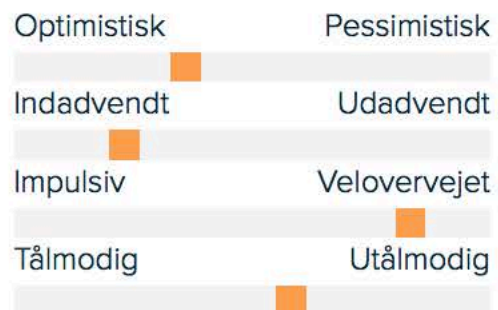 Optimistisk Pessimistisk
Indadvendt Udadvendt
Impulsiv Velovervejet
Tålmodig Utålmodig